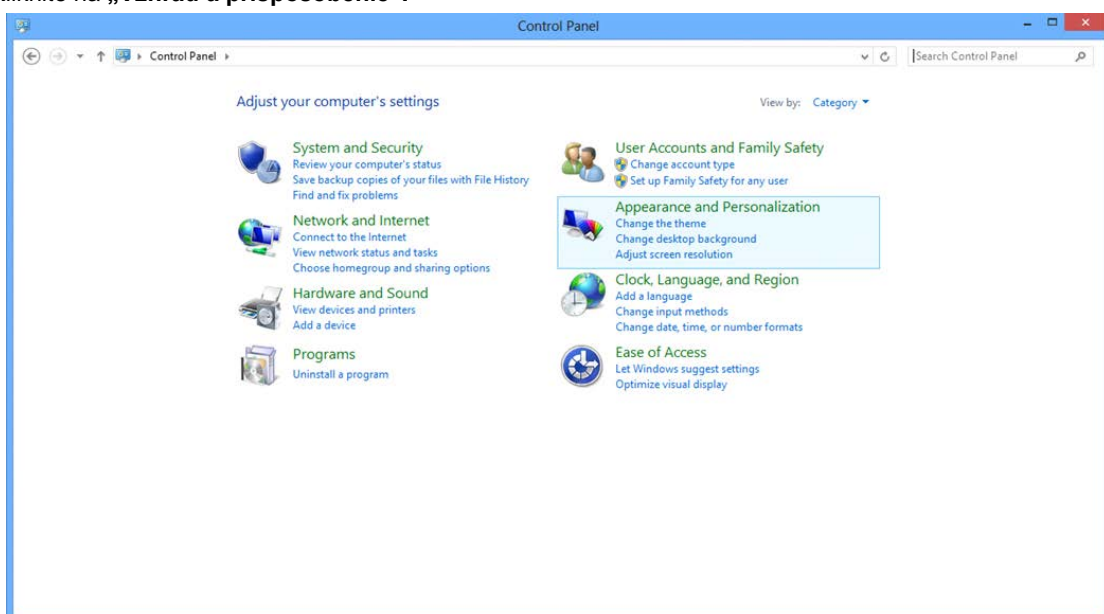 Control Panel
Control Panel
Search Control Panel
Adjust your computer's settings
View by: Category
System and Security
Review your computer's status
Save backup copies of your files with File History
Find and fix problems
Network and Internet
Connect to the Internet
View network status and tasks
Choose homegroup and sharing options
Hardware and Sound
View devices and printers
Add a device
Programs
Uninstall a program
User Accounts and Family Safety
Change account type
Set up Family Safety for any user
Appearance and Personalization
Change the theme
Change desktop background
Adjust screen resolution
Clock, Language, and Region
Add a language
Change input methods
Change date, time, or number formats
Ease of Access
Let Windows suggest settings
Optimize visual display